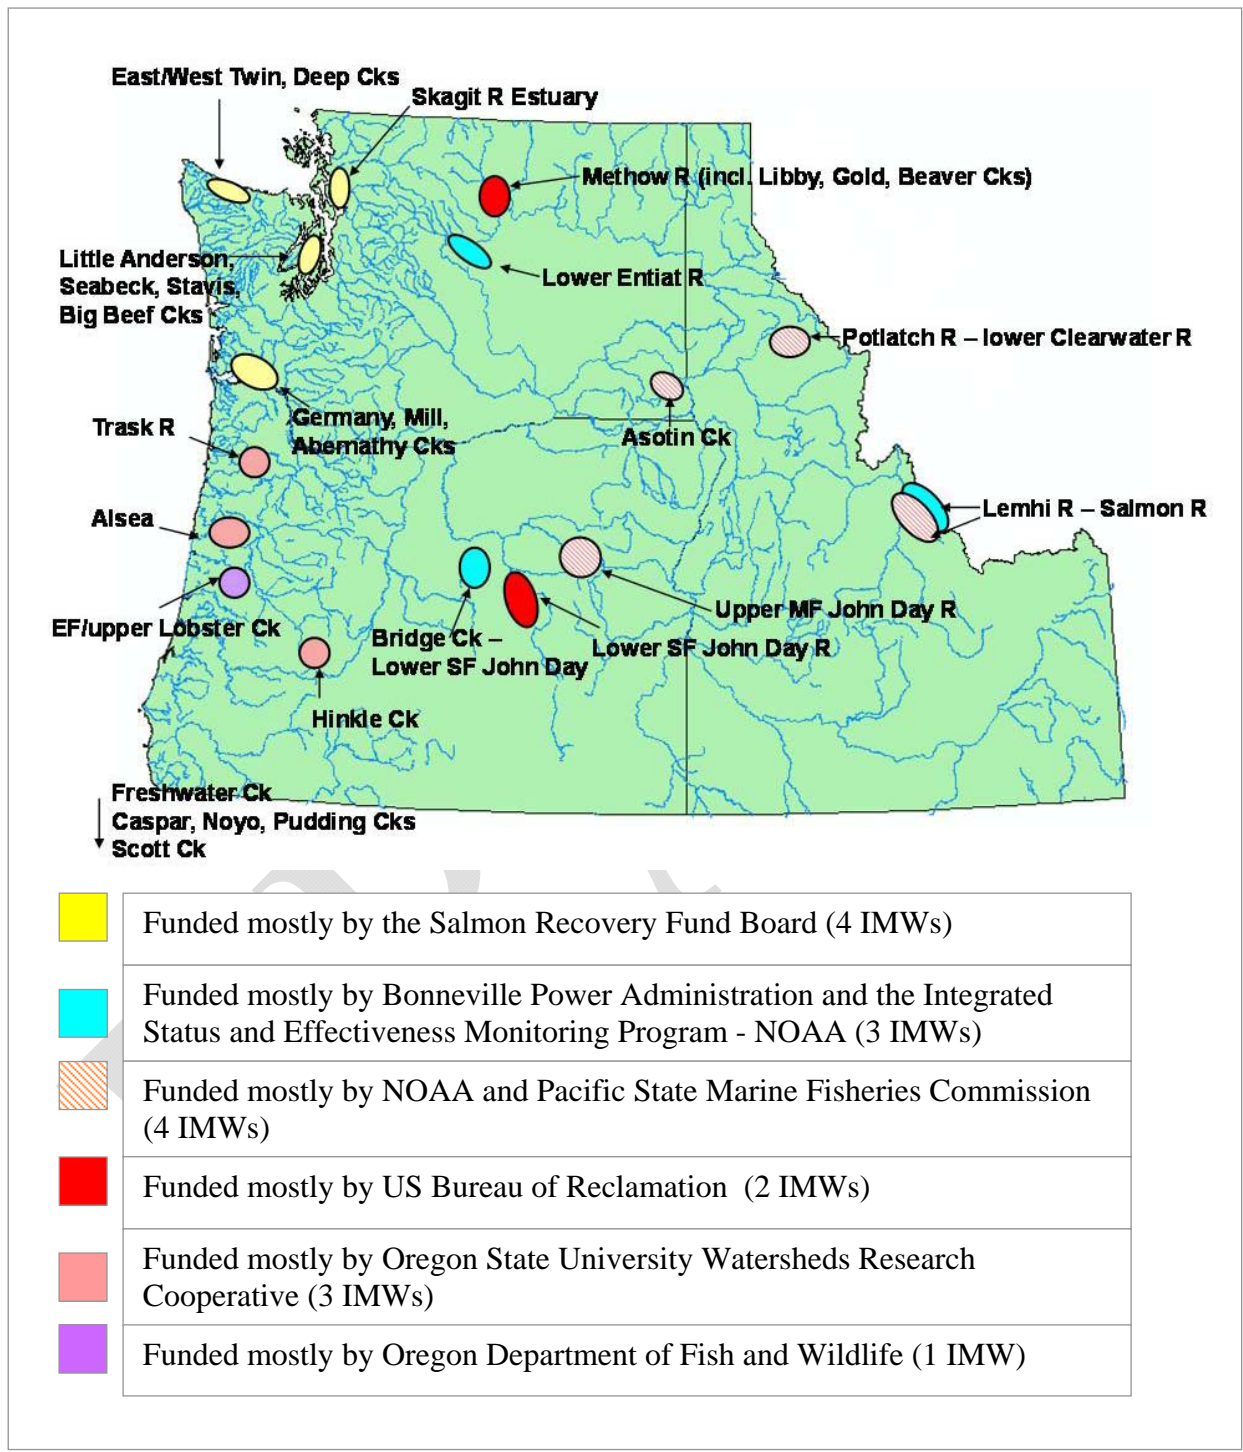 East/West Twin, Deep Cks
Skagit R Estuary
Methow R (incl. Libby, Gold, Beaver Cks)
Little Anderson,
Seabeck, Stavis,
Big Beef Cks
Lower Entiat R
Potlatch R – lower Clearwater R
Germany, Mill,
Abernathy Cks
Trask R
Asotin Ck
Alsea
Lemhi R – Salmon R
EF/upper Lobster Ck
Bridge Ck –
Lower SF John Day
Upper MF John Day R
Lower SF John Day R
Hinkle Ck
Freshwater Ck
Caspar, Noyo, Pudding Cks
Scott Ck
Funded mostly by the Salmon Recovery Fund Board (4 IMWs)
Funded mostly by Bonneville Power Administration and the Integrated
Status and Effectiveness Monitoring Program - NOAA (3 IMWs)
Funded mostly by NOAA and Pacific State Marine Fisheries Commission
(4 IMWs)
Funded mostly by US Bureau of Reclamation (2 IMWs)
Funded mostly by Oregon State University Watersheds Research
Cooperative (3 IMWs)
Funded mostly by Oregon Department of Fish and Wildlife (1 IMW)